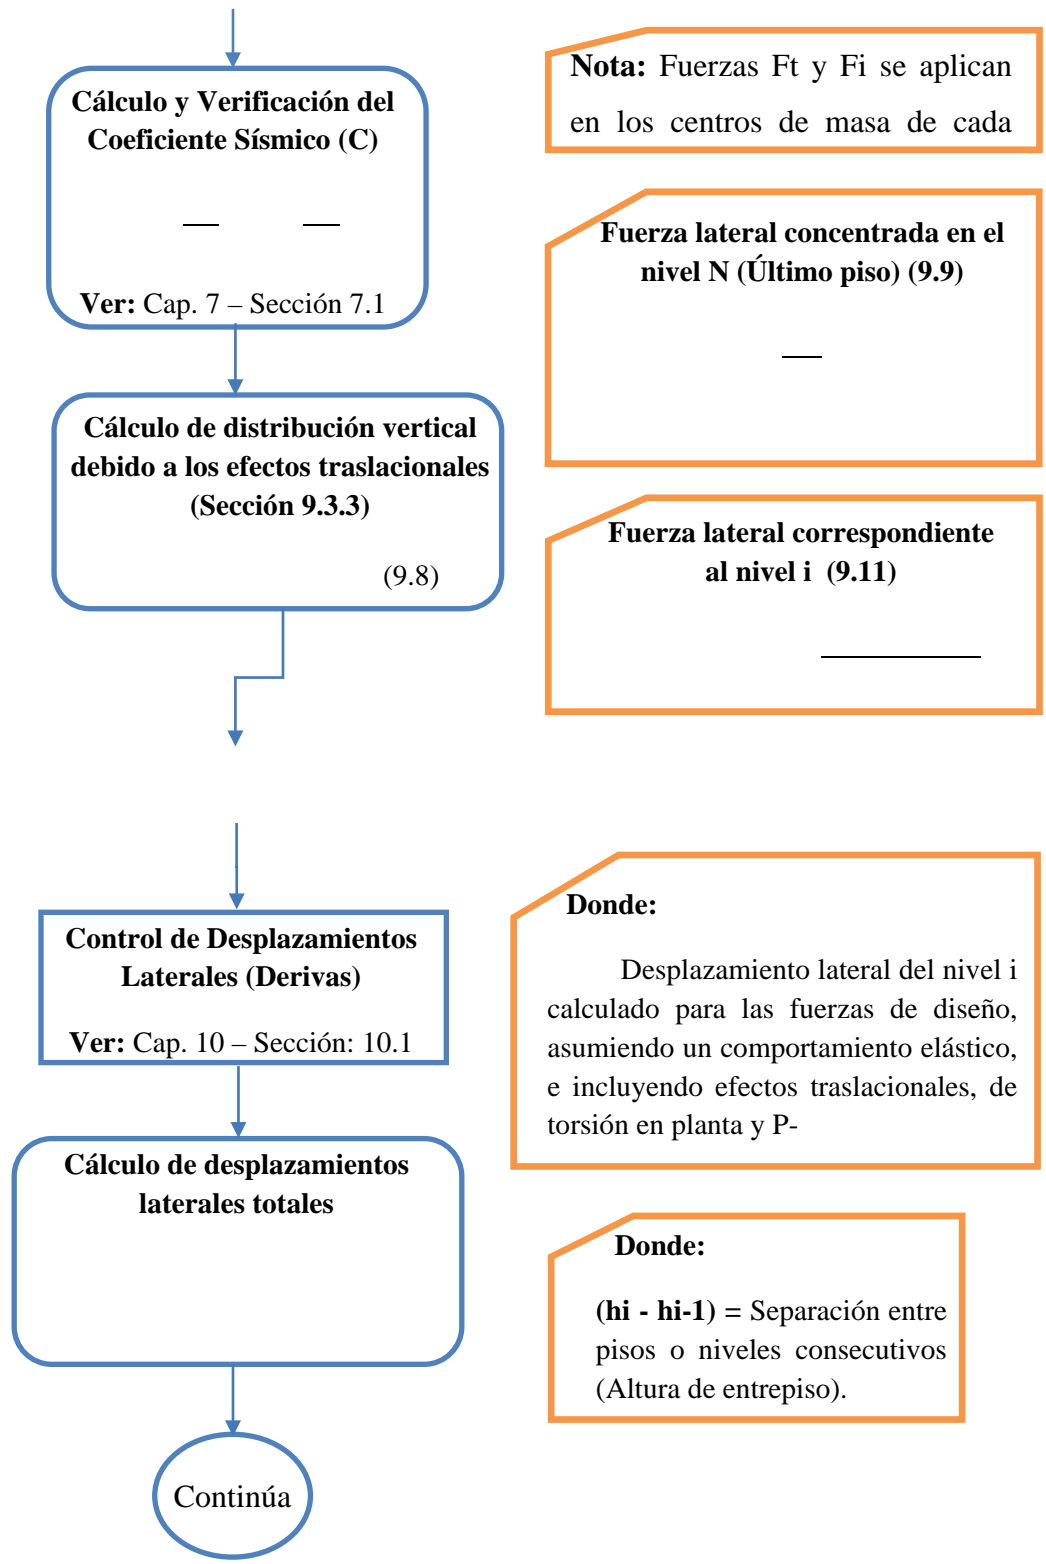 Cálculo y Verificación del
Coeficiente Sísmico (C)
Ver: Cap. 7 – Sección 7.1
Nota: Fuerzas Ft y Fi se aplican
en los centros de masa de cada
Fuerza lateral concentrada en el
nivel N (Último piso) (9.9)
Cálculo de distribución vertical
debido a los efectos traslacionales
(Sección 9.3.3)
(9.8)
Fuerza lateral correspondiente
al nivel i (9.11)
Control de Desplazamientos
Laterales (Derivas)
Ver: Cap. 10 – Sección: 10.1
Donde:
Desplazamiento lateral del nivel i
calculado para las fuerzas de diseño,
asumiendo un comportamiento elástico,
e incluyendo efectos traslacionales, de
torsión en planta y P-
Cálculo de desplazamientos
laterales totales
Donde:
(hi - hi-1) = Separación entre
pisos o niveles consecutivos
(Altura de entrepiso).
Continúa